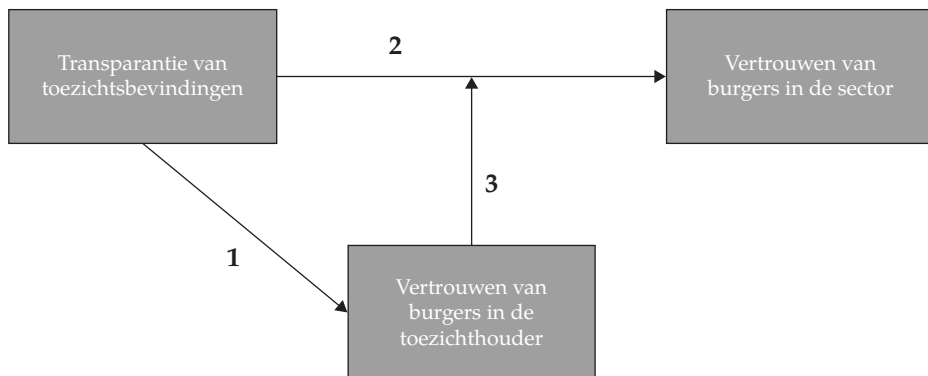 Transparantie van
toezichtsbevindingen
2
Vertrouwen van
burgers in de sector
1
3
Vertrouwen van
burgers in de
toezichthouder